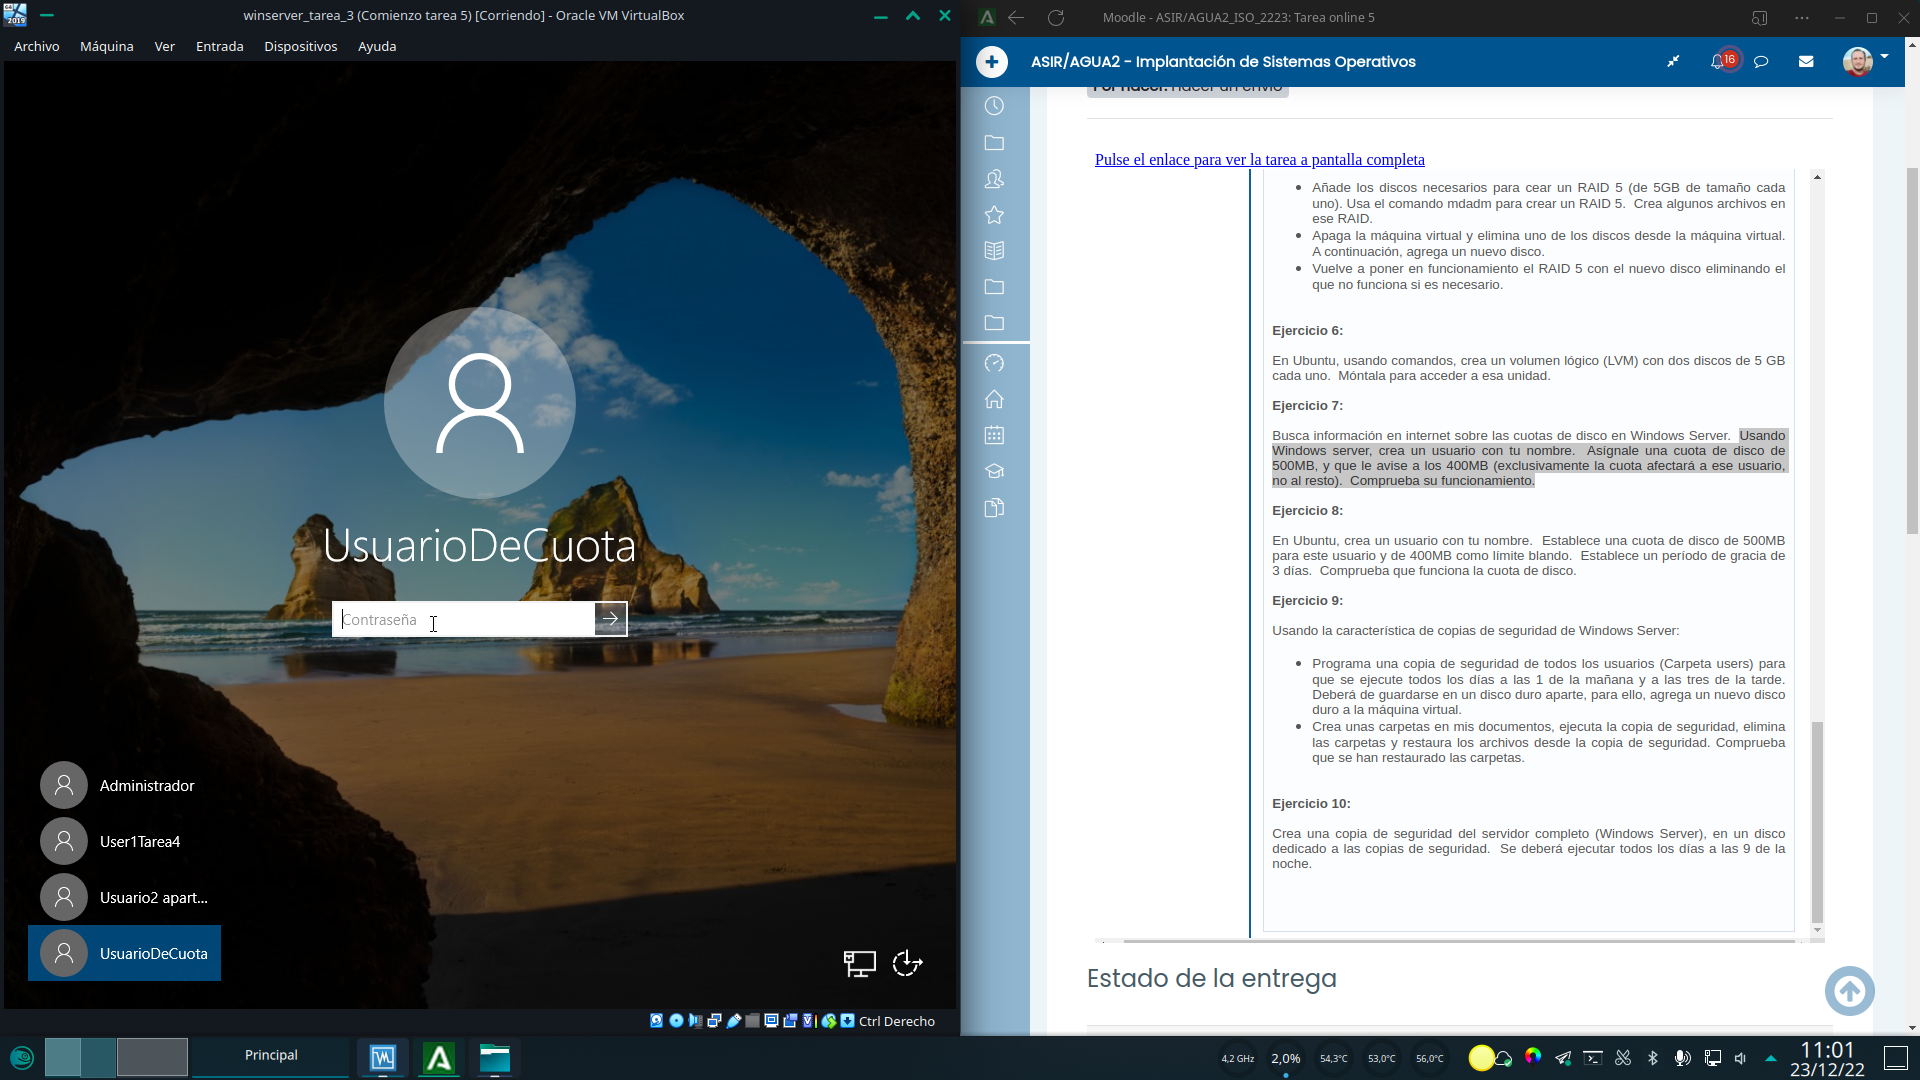 winserver_tarea_3 (Comienzo tarea 5) [Corriendo] - Oracle VM VirtualBox
Archivo Máquina Ver Entrada Dispositivos Ayuda
UsuarioDeCuota
Contraseña
Administrador
User1Tarea4
Usuario2 apart...
UsuarioDeCuota
Ctrl Derecho
Moodle - ASIR/AGUA2_ISO_2223: Tarea online 5
ASIR/AGUA2 - Implantación de Sistemas Operativos
16
Por hacer: Hacer un envío
Pulse el enlace para ver la tarea a pantalla completa
• Añade los discos necesarios para cear un RAID 5 (de 5GB de tamaño cada
uno). Usa el comando mdadm para crear un RAID 5. Crea algunos archivos en
ese RAID.
• Apaga la máquina virtual y elimina uno de los discos desde la máquina virtual.
A continuación, agrega un nuevo disco.
• Vuelve a poner en funcionamiento el RAID 5 con el nuevo disco eliminando el
que no funciona si es necesario.
Ejercicio 6:
En Ubuntu, usando comandos, crea un volumen lógico (LVM) con dos discos de 5 GB
cada uno. Móntala para acceder a esa unidad.
Ejercicio 7:
Busca información en internet sobre las cuotas de disco en Windows Server. Usando
Windows server, crea un usuario con tu nombre. Asígnale una cuota de disco de
500MB, y que le avise a los 400MB (exclusivamente la cuota afectará a ese usuario,
no al resto). Comprueba su funcionamiento.
Ejercicio 8:
En Ubuntu, crea un usuario con tu nombre. Establece una cuota de disco de 500MB
para este usuario y de 400MB como límite blando. Establece un período de gracia de
3 días. Comprueba que funciona la cuota de disco.
Ejercicio 9:
Usando la característica de copias de seguridad de Windows Server:
• Programa una copia de seguridad de todos los usuarios (Carpeta users) para
que se ejecute todos los días a las 1 de la mañana y a las tres de la tarde.
Deberá de guardarse en un disco duro aparte, para ello, agrega un nuevo disco
duro a la máquina virtual.
• Crea unas carpetas en mis documentos, ejecuta la copia de seguridad, elimina
las carpetas y restaura los archivos desde la copia de seguridad. Comprueba
que se han restaurado las carpetas.
Ejercicio 10:
Crea una copia de seguridad del servidor completo (Windows Server), en un disco
dedicado a las copias de seguridad. Se deberá ejecutar todos los días a las 9 de la
noche.
Estado de la entrega
Principal
4,2 GHz 2,0% 54,3°C 53,0°C 56,0°C
11:01
23/12/22